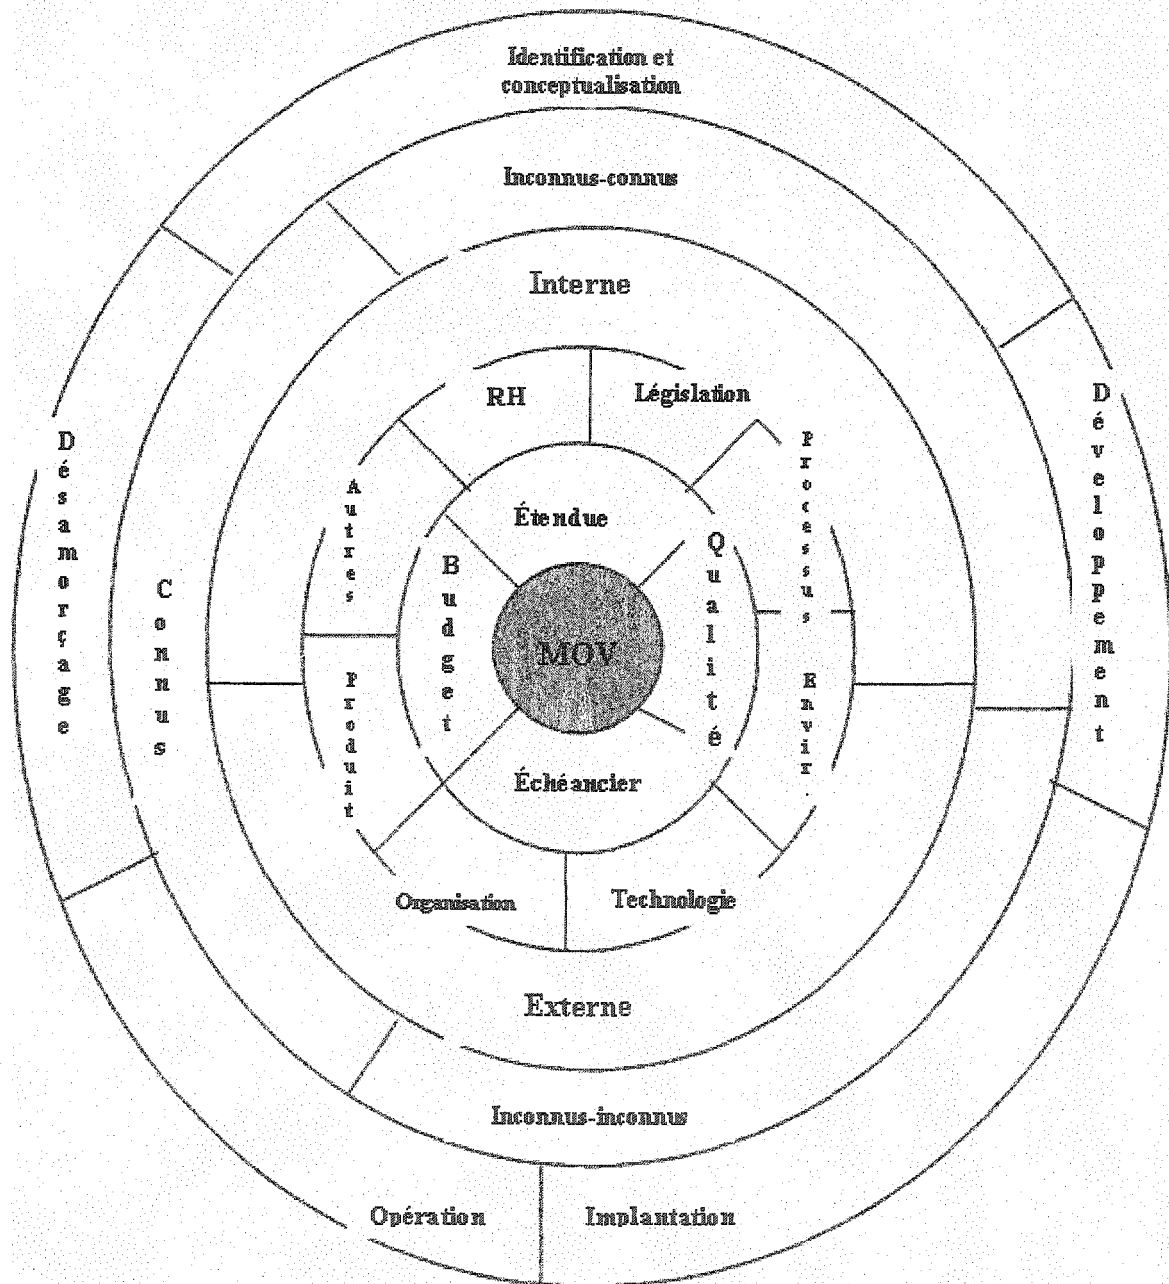 Identification et
conceptualisation
Inconnus-connus
Interne
RH
Législation
Désamorçage
Développement
Processus
Autres
Étendue
Qualité
Budget
Connus
MOV
Produit
Envir.
Échéancier
Organisation
Technologie
Externe
Inconnus-inconnus
Opération
Implantation